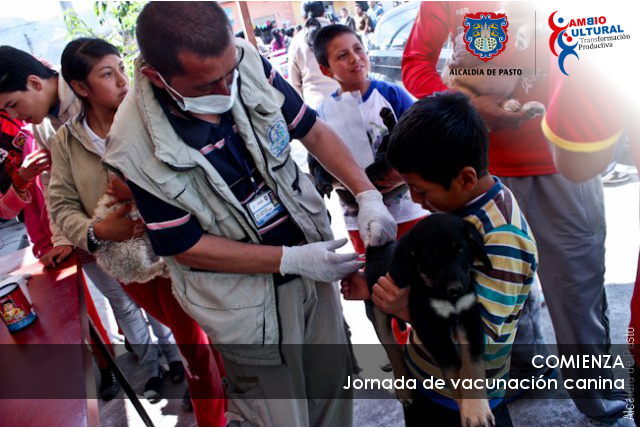 ALCALDÍA DE PASTO
CAMBIO
CULTURAL
Transformación
Productiva
COMIENZA
Jornada de vacunación canina
Alcaldía de Pasto